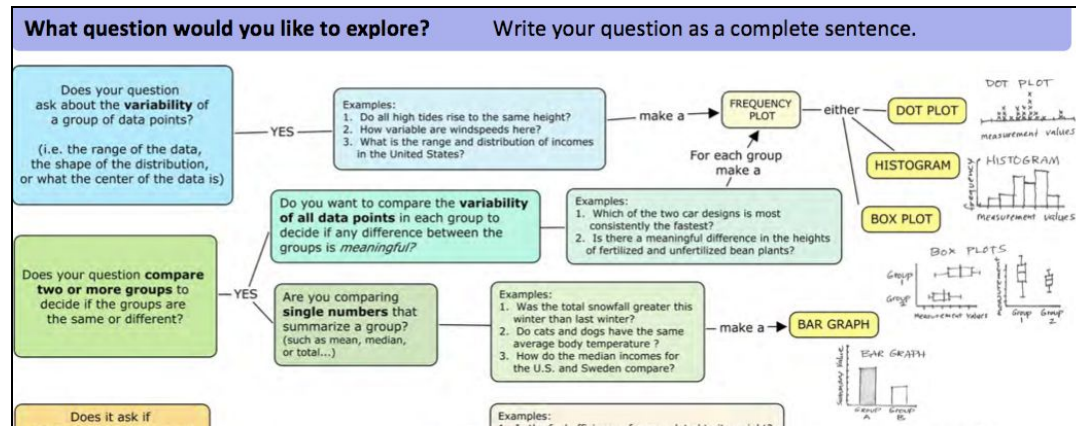 What question would you like to explore? Write your question as a complete sentence.
Does your question
ask about the variability of
a group of data points?
(i.e. the range of the data,
the shape of the distribution,
or what the center of the data is)
YES
Examples:
1. Do all high tides rise to the same height?
2. How variable are windspeeds here?
3. What is the range and distribution of incomes
in the United States?
make a
FREQUENCY
PLOT
either
DOT PLOT
HISTOGRAM
BOX PLOT
DOT PLOT
measurement values
HISTOGRAM
frequency
measurement values
For each group
make a
Does your question compare
two or more groups to
decide if the groups are
the same or different?
YES
Do you want to compare the variability
of all data points in each group to
decide if any difference between the
groups is meaningful?
Examples:
1. Which of the two car designs is most
consistently the fastest?
2. Is there a meaningful difference in the heights
of fertilized and unfertilized bean plants?
BOX PLOTS
Group
1
Group
2
measurement values
measurement
Group
1
Group
2
Are you comparing
single numbers that
summarize a group?
(such as mean, median,
or total...)
Examples:
1. Was the total snowfall greater this
winter than last winter?
2. Do cats and dogs have the same
average body temperature ?
3. How do the median incomes for
the U.S. and Sweden compare?
make a
BAR GRAPH
BAR GRAPH
Summary Value
GROUP
A
GROUP
B
Does it ask if
Examples: